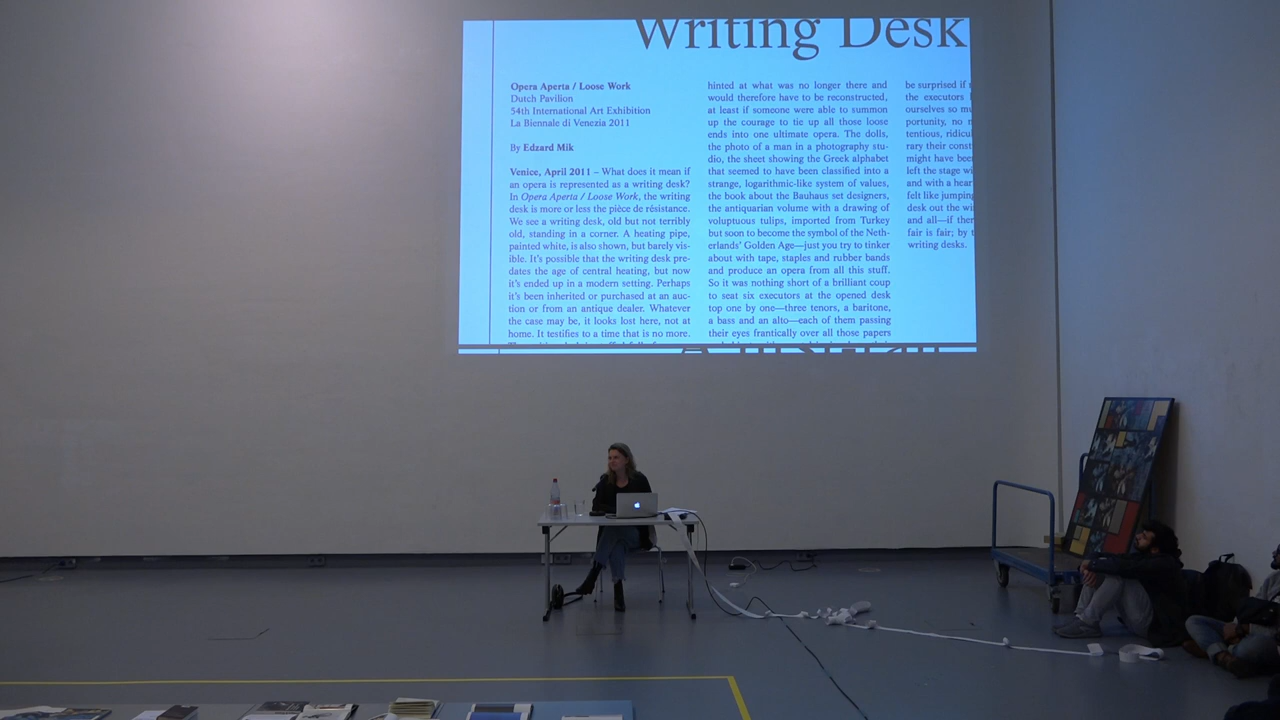 Writing Desk
Opera Aperta / Loose Work
Dutch Pavilion
54th International Art Exhibition
La Biennale di Venezia 2011
By Edzard Mik
Venice, April 2011 – What does it mean if
an opera is represented as a writing desk?
In Opera Aperta / Loose Work, the writing
desk is more or less the pièce de résistance.
We see a writing desk, old but not terribly
old, standing in a corner. A heating pipe,
painted white, is also shown, but barely vis-
ible. It's possible that the writing desk pre-
dates the age of central heating, but now
it's ended up in a modern setting. Perhaps
it's been inherited or purchased at an auc-
tion or from an antique dealer. Whatever
the case may be, it looks lost here, not at
home. It testifies to a time that is no more.
hinted at what was no longer there and
would therefore have to be reconstructed,
at least if someone were able to summon
up the courage to tie up all those loose
ends into one ultimate opera. The dolls,
the photo of a man in a photography stu-
dio, the sheet showing the Greek alphabet
that seemed to have been classified into a
strange, logarithmic-like system of values,
the book about the Bauhaus set designers,
the antiquarian volume with a drawing of
voluptuous tulips, imported from Turkey
but soon to become the symbol of the Neth-
erlands' Golden Age—just you try to tinker
about with tape, staples and rubber bands
and produce an opera from all this stuff.
So it was nothing short of a brilliant coup
to seat six executors at the opened desk
top one by one—three tenors, a baritone,
a bass and an alto—each of them passing
their eyes frantically over all those papers
be surprised if
the executors
ourselves so
portunity, no
tentious,
rary their
might have been
left the stage
and with a
felt like jumping
desk out the
and all—if
fair is fair; by
writing desks.